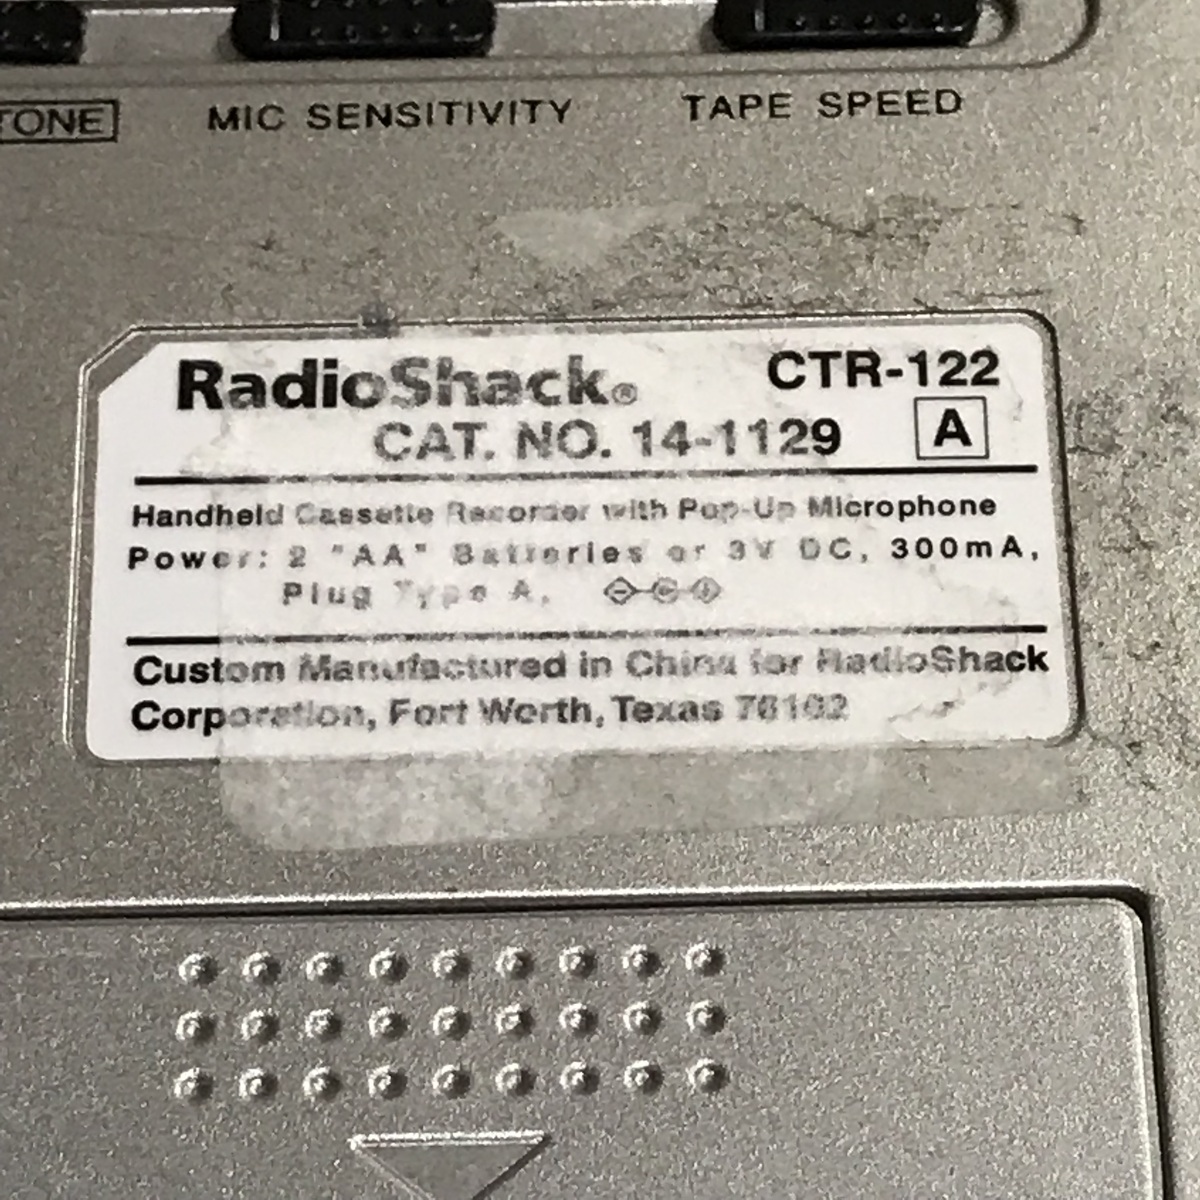 TONE
MIC SENSITIVITY
TAPE SPEED
RadioShack® CTR-122
CAT. NO. 14-1129 A
Handheld Cassette Recorder with Pop-Up Microphone
Power: 2 "AA" Batteries or 3V DC, 300mA,
Plug Type A,
Custom Manufactured in China for RadioShack
Corporation, Fort Worth, Texas 76102